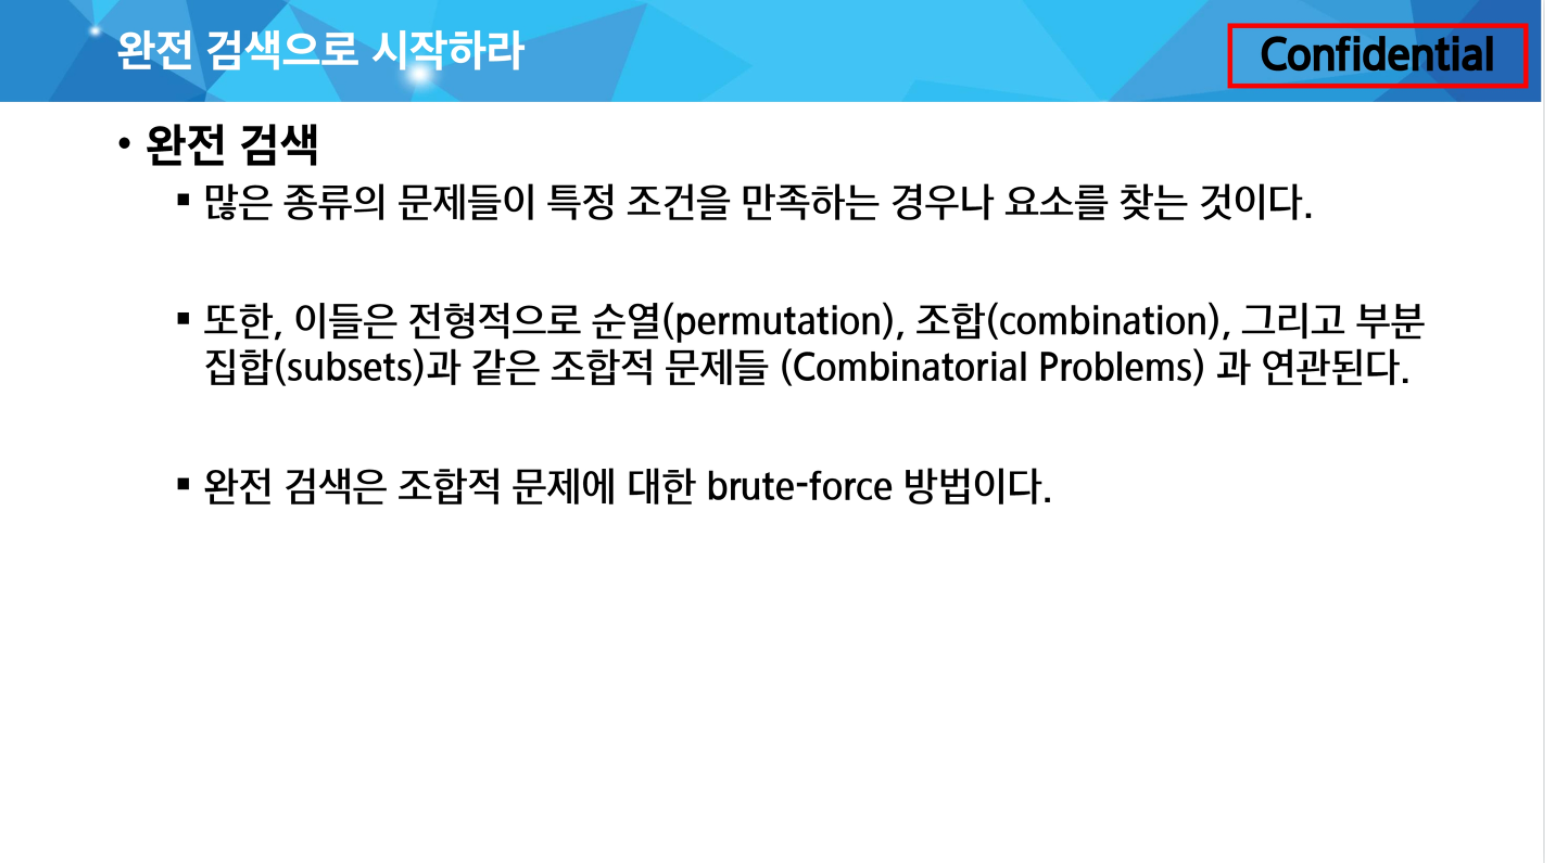 완전 검색으로 시작하라
Confidential
• 완전 검색
▪ 많은 종류의 문제들이 특정 조건을 만족하는 경우나 요소를 찾는 것이다.
▪ 또한, 이들은 전형적으로 순열(permutation), 조합(combination), 그리고 부분
집합(subsets)과 같은 조합적 문제들 (Combinatorial Problems) 과 연관된다.
▪ 완전 검색은 조합적 문제에 대한 brute-force 방법이다.